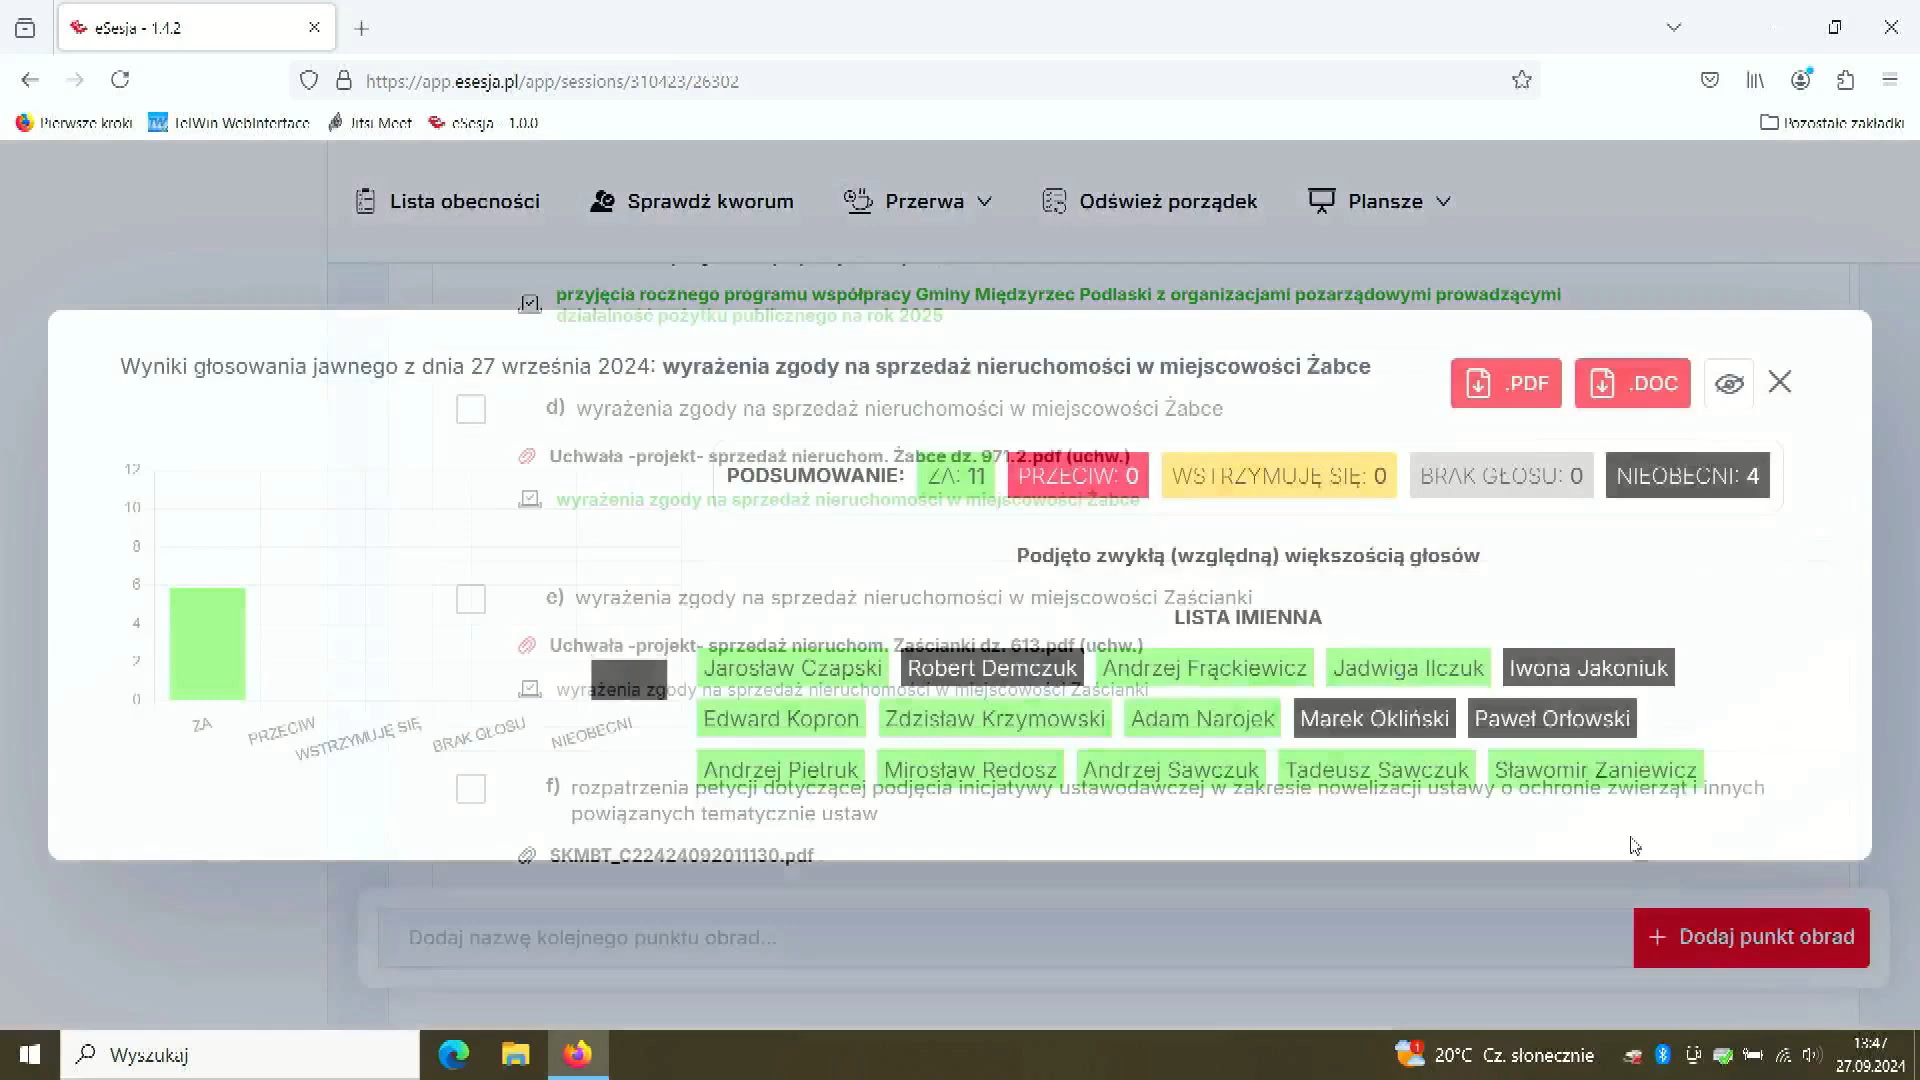 eSesja - 1.4.2
https://app.esesja.pl/app/sessions/310423/26302
Pierwsze kroki
TelWin WebInterface
Jitsi Meet
eSesja - 1.0.0
Pozostałe zakładki
Lista obecności
Sprawdź kworum
Przerwa
Odśwież porządek
Plansze
przyjęcia rocznego programu współpracy Gminy Międzyrzec Podlaski z organizacjami pozarządowymi prowadzącymi
działalność pożytku publicznego na rok 2025
Wyniki głosowania jawnego z dnia 27 września 2024: wyrażenia zgody na sprzedaż nieruchomości w miejscowości Żabce
.PDF
.DOC
d) wyrażenia zgody na sprzedaż nieruchomości w miejscowości Żabce
Uchwała -projekt- sprzedaż nieruchom. Żabce dz. 971.2.pdf (uchw.)
PODSUMOWANIE: ZA: 11 PRZECIW: 0 WSTRZYMUJĘ SIĘ: 0 BRAK GŁOSU: 0 NIEOBECNI: 4
wyrażenia zgody na sprzedaż nieruchomości w miejscowości Żabce
12
10
8
6
4
2
0
ZA
PRZECIW
WSTRZYMUJĘ SIĘ
BRAK GŁOSU
NIEOBECNI
Podjęto zwykłą (względną) większością głosów
e) wyrażenia zgody na sprzedaż nieruchomości w miejscowości Zaścianki
LISTA IMIENNA
Uchwała -projekt- sprzedaż nieruchom. Zaścianki dz. 613.pdf (uchw.)
Jarosław Czapski Robert Demczuk Andrzej Frąckiewicz Jadwiga Ilczuk Iwona Jakoniuk
wyrażenia zgody na sprzedaż nieruchomości w miejscowości Zaścianki
Edward Kopron Zdzisław Krzymowski Adam Narojek Marek Okliński Paweł Orłowski
Andrzej Pietruk Mirosław Redosz Andrzej Sawczuk Tadeusz Sawczuk Sławomir Zaniewicz
f) rozpatrzenia petycji dotyczącej podjęcia inicjatywy ustawodawczej w zakresie nowelizacji ustawy o ochronie zwierząt i innych
powiązanych tematycznie ustaw
SKMBT_C22424092011130.pdf
Dodaj nazwę kolejnego punktu obrad...
+ Dodaj punkt obrad
Wyszukaj
1
20°C Cz. słonecznie
13:47
27.09.2024